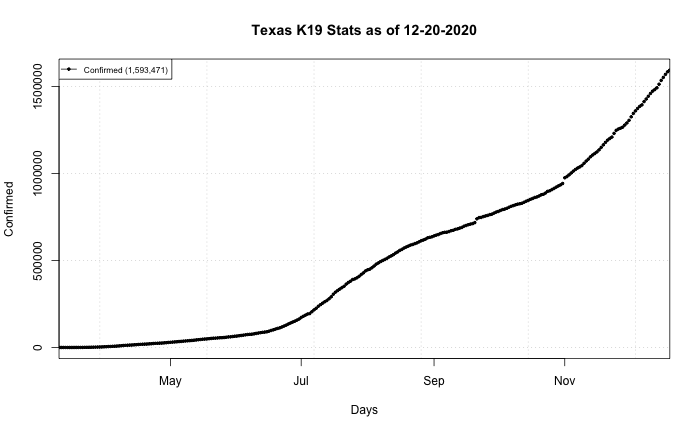 Texas K19 Stats as of 12-20-2020
Confirmed (1,593,471)
1500000
1000000
500000
0
Confirmed
May Jul Sep Nov
Days